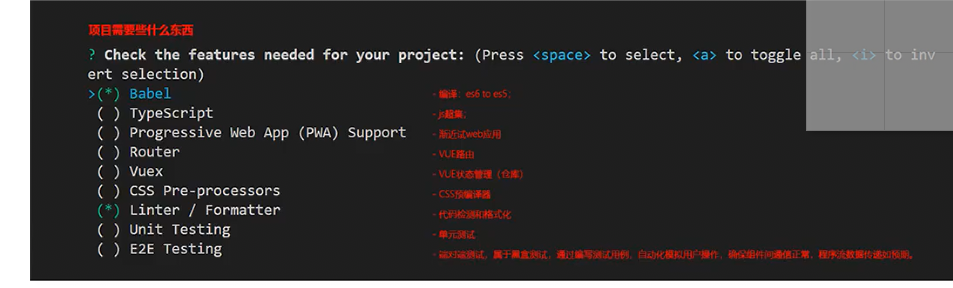 项目需要些什么东西
? Check the features needed for your project: (Press <space> to select, <a> to toggle all, <i> to inv
ert selection)
>(*) Babel - 编译：es6 to es5；
( ) TypeScript - js超集；
( ) Progressive Web App (PWA) Support - 渐近试web应用
( ) Router - VUE路由
( ) Vuex - VUE状态管理（仓库）
( ) CSS Pre-processors - CSS预编译器
(*) Linter / Formatter - 代码检测和格式化
( ) Unit Testing - 单元测试
( ) E2E Testing - 端对端测试，属于黑盒测试，通过编写测试用例，自动化模拟用户操作，确保组件间通信正常，程序流数据传递如预期。